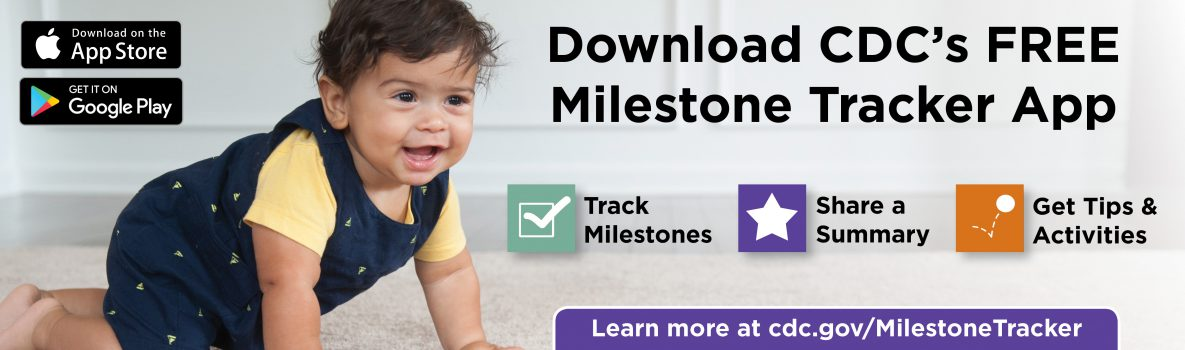 Download on the
App Store
GET IT ON
Google Play
Download CDC's FREE
Milestone Tracker App
Track
Milestones
Share a
Summary
Get Tips &
Activities
Learn more at cdc.gov/MilestoneTracker